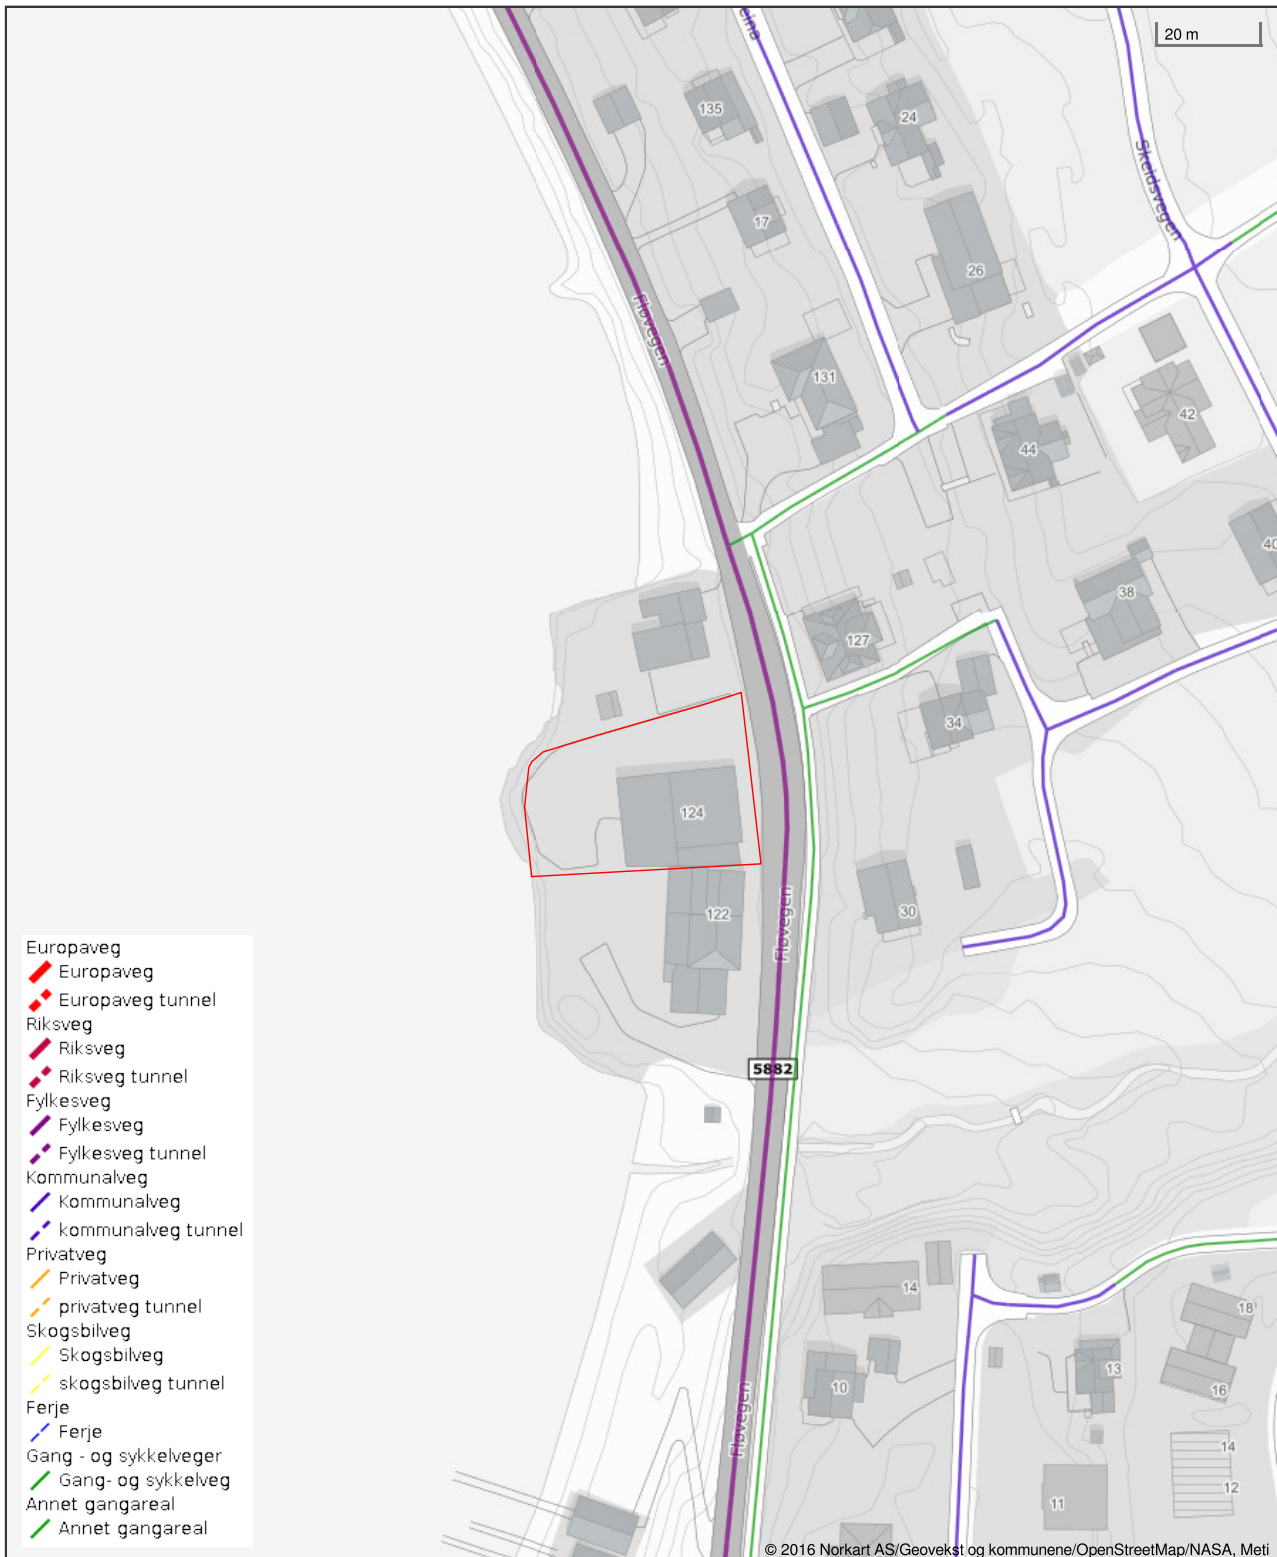 eina
20 m
135
24
Skeidsvegen
17
26
Fløvegen
131
42
44
40
38
127
34
124
30
122
Fløvegen
Europaveg
Europaveg
Europaveg tunnel
Riksveg
Riksveg
Riksveg tunnel
Fylkesveg
Fylkesveg
Fylkesveg tunnel
Kommunalveg
Kommunalveg
kommunalveg tunnel
Privatveg
Privatveg
privatveg tunnel
Skogsbilveg
Skogsbilveg
skogsbilveg tunnel
Ferje
Ferje
Gang - og sykkelveger
Gang- og sykkelveg
Annet gangareal
Annet gangareal
5882
14
18
13
10
16
Fløvegen
14
12
11
© 2016 Norkart AS/Geovekst og kommunene/OpenStreetMap/NASA, Meti